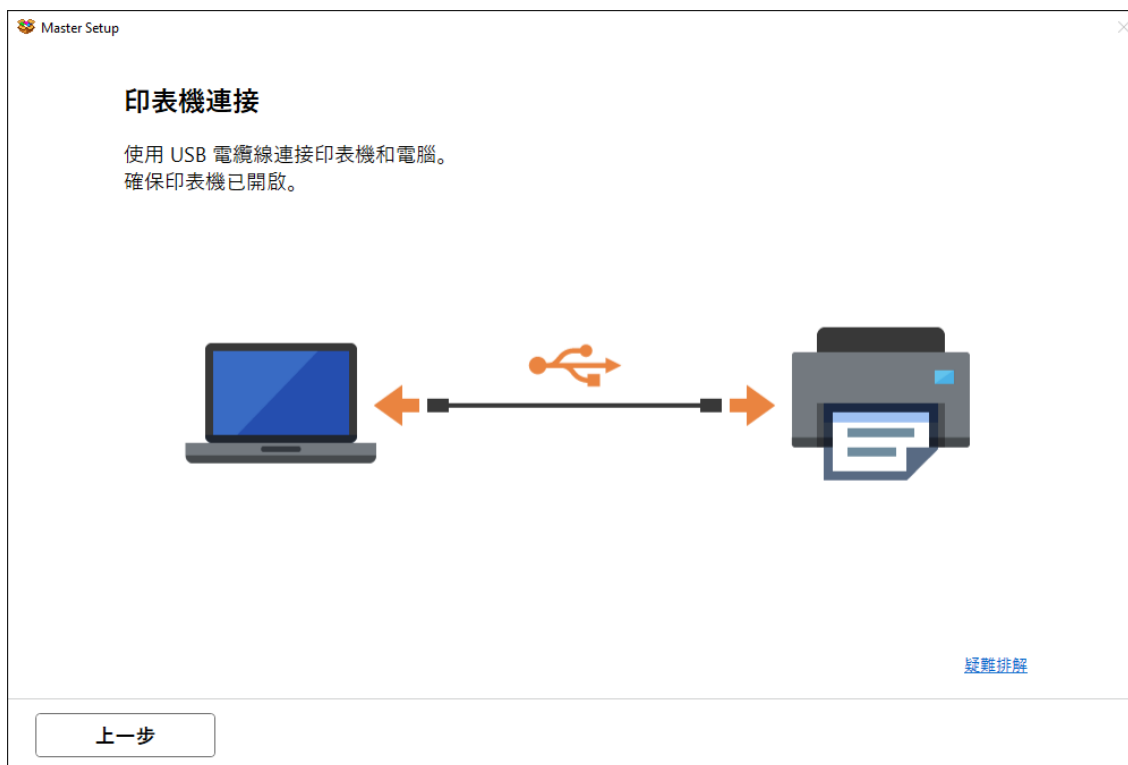 Master Setup
印表機連接
使用 USB 電纜線連接印表機和電腦。
確保印表機已開啟。
疑難排解
上一步